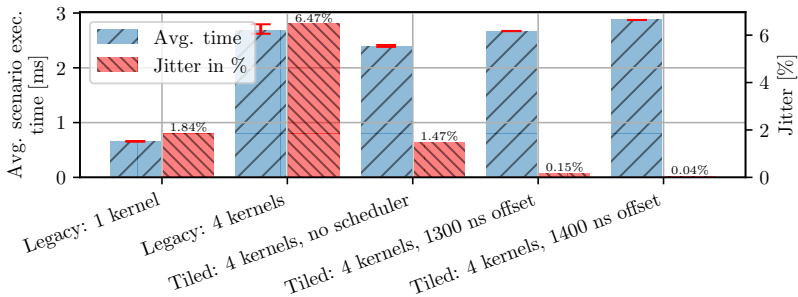 Avg. scenario exec.
time [ms]
3
2
1
0
Avg. time
Jitter in %
1.84%
6.47%
1.47%
0.15%
0.04%
6
4
2
0
Jitter [%]
Legacy: 1 kernel
Legacy: 4 kernels
Tiled: 4 kernels, no scheduler
Tiled: 4 kernels, 1300 ns offset
Tiled: 4 kernels, 1400 ns offset